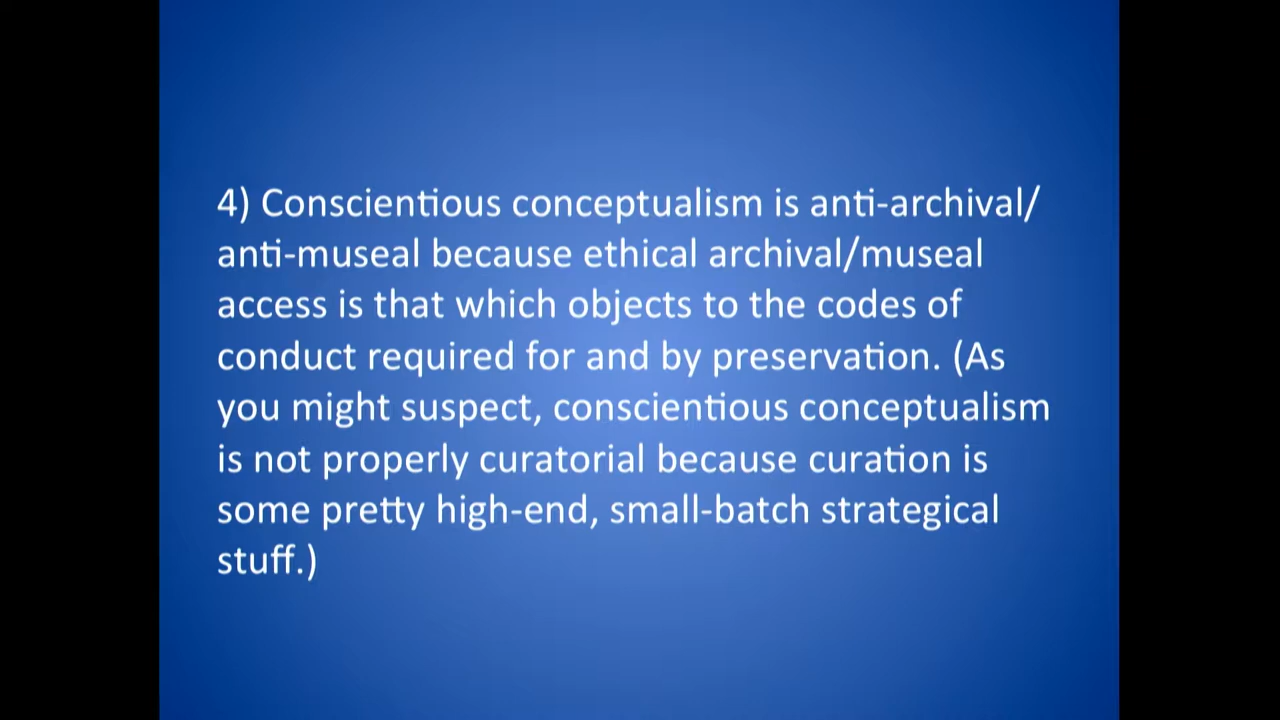 4) Conscientious conceptualism is anti-archival/
anti-museal because ethical archival/museal
access is that which objects to the codes of
conduct required for and by preservation. (As
you might suspect, conscientious conceptualism
is not properly curatorial because curation is
some pretty high-end, small-batch strategical
stuff.)